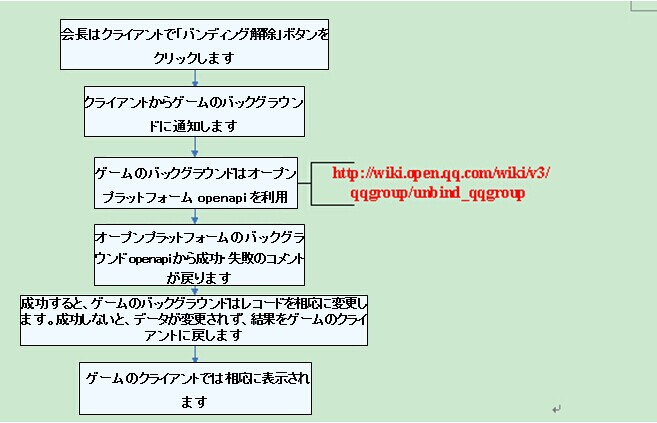 会長はクライアントで「バンディング解除」ボタンを
クリックします
クライアントからゲームのバックグラウン
ドに通知します
ゲームのバックグラウンドはオープン
プラットフォーム openapiを利用
http://wiki.open.qq.com/wiki/v3/
qqgroup/unbind_qqgroup
オープンプラットフォームのバックグラ
ウンドopenapiから成功・失敗のコメント
が戻ります
成功すると、ゲームのバックグラウンドはレコードを相応に変更し
ます。成功しないと、データが変更されず、結果をゲームのクライ
アントに戻します
ゲームのクライアントでは相応に表示され
ます